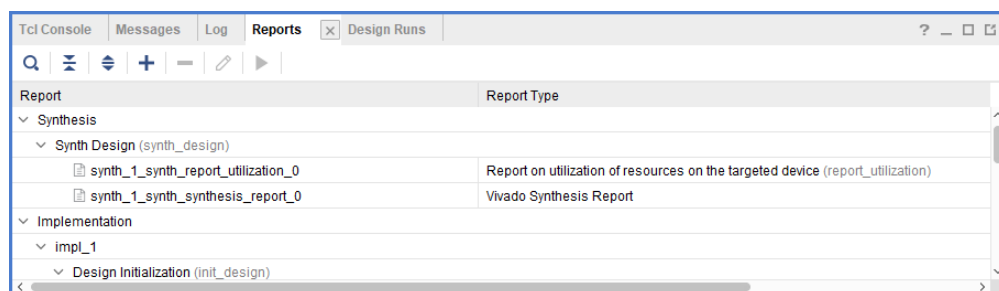 Tcl Console Messages Log Reports Design Runs
Report Report Type
Synthesis
Synth Design (synth_design)
synth_1_synth_report_utilization_0 Report on utilization of resources on the targeted device (report_utilization)
synth_1_synth_synthesis_report_0 Vivado Synthesis Report
Implementation
impl_1
Design Initialization (init_design)